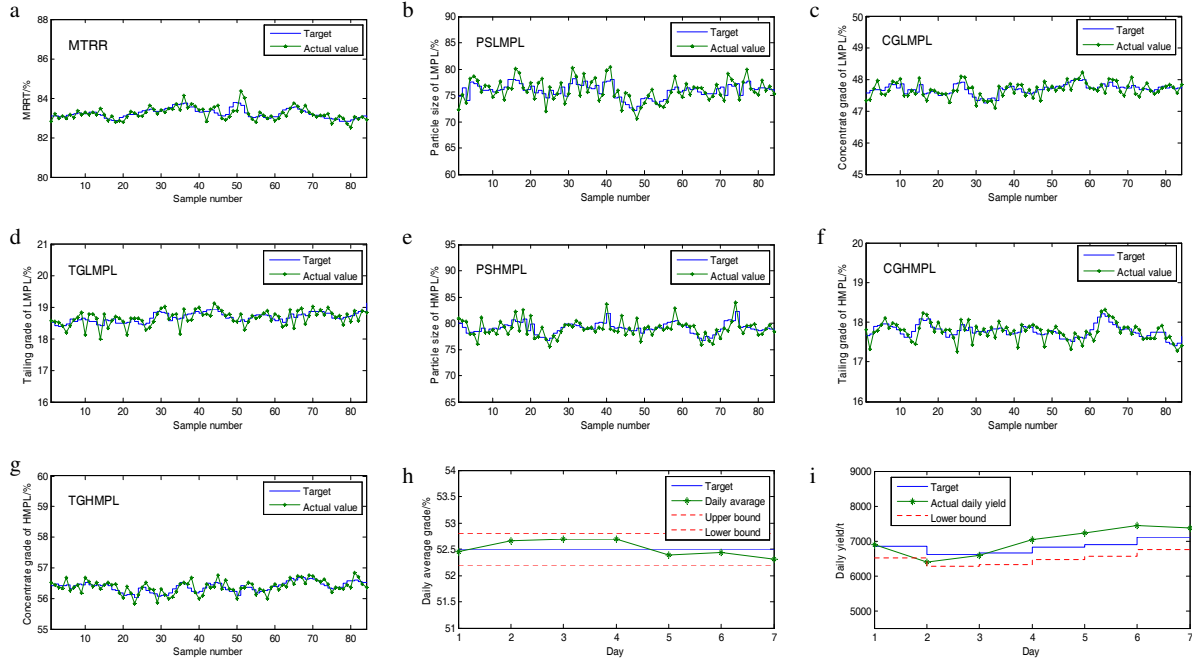 a
MTRR
Target
Actual value
MRRT/%
88
86
84
82
80
10 20 30 40 50 60 70 80
Sample number
b
PSLMPL
Target
Actual value
Particle size of LMPL/%
90
85
80
75
70
65
60
10 20 30 40 50 60 70 80
Sample number
c
CGLMPL
Target
Actual value
Concentrate grade of LMPL/%
50
49
48
47
46
45
10 20 30 40 50 60 70 80
Sample number
d
TGLMPL
Target
Actual value
Tailing grade of LMPL/%
21
20
19
18
17
16
10 20 30 40 50 60 70 80
Sample number
e
PSHMPL
Target
Actual value
Particle size of HMPL/%
95
90
85
80
75
70
65
10 20 30 40 50 60 70 80
Sample number
f
CGHMPL
Target
Actual value
Tailing grade of HMPL/%
20
19
18
17
16
10 20 30 40 50 60 70 80
Sample number
g
TGHMPL
Target
Actual value
Concentrate grade of HMPL/%
60
59
58
57
56
55
10 20 30 40 50 60 70 80
Sample number
h
Target
Daily avarage
Upper bound
Lower bound
Daily average grade/%
54
53.5
53
52.5
52
51.5
51
1 2 3 4 5 6 7
Day
i
Target
Actual daily yield
Lower bound
Daily yield/t
9000
8000
7000
6000
5000
1 2 3 4 5 6 7
Day